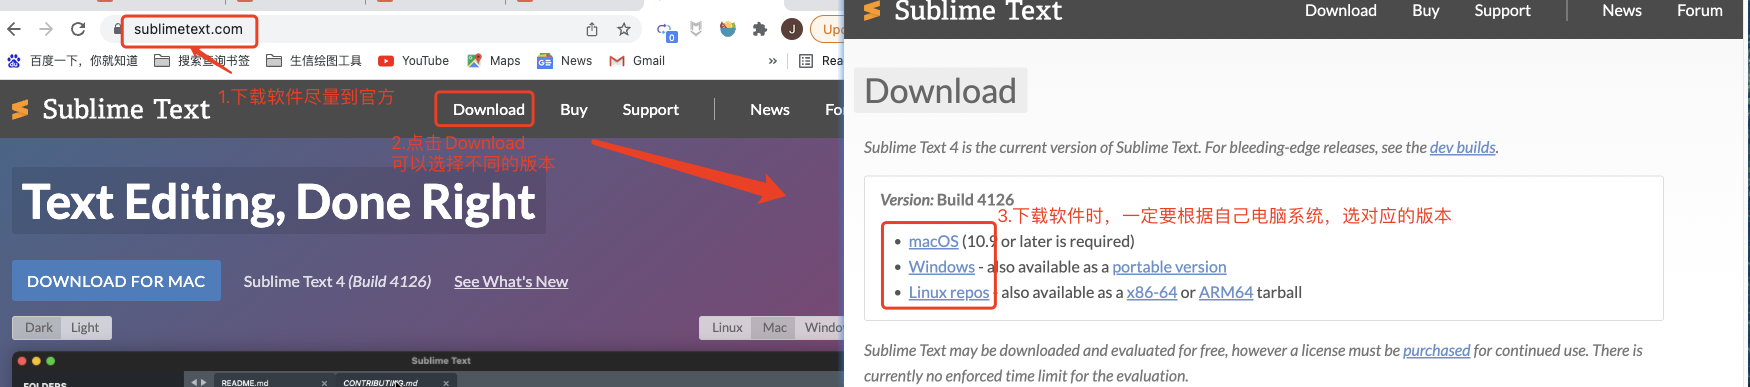 sublimetext.com
J
Upd
百度一下，你就知道
搜索查询书签
生信绘图工具
YouTube
Maps
News
Gmail
»
Rea
0
1.下载软件尽量到官方
Sublime Text
Download
Buy
Support
News
Fo
2.点击 Download
可以选择不同的版本
Text Editing, Done Right
DOWNLOAD FOR MAC
Sublime Text 4 (Build 4126)
See What's New
Dark
Light
Linux
Mac
Windo
Sublime Text
FOLDERS
README.md
CONTRIBUTING.md
Sublime Text
Download
Buy
Support
News
Forum
Download
Sublime Text 4 is the current version of Sublime Text. For bleeding-edge releases, see the dev builds.
Version: Build 4126
3.下载软件时，一定要根据自己电脑系统，选对应的版本
• macOS (10.9 or later is required)
• Windows - also available as a portable version
• Linux repos - also available as a x86-64 or ARM64 tarball
Sublime Text may be downloaded and evaluated for free, however a license must be purchased for continued use. There is
currently no enforced time limit for the evaluation.